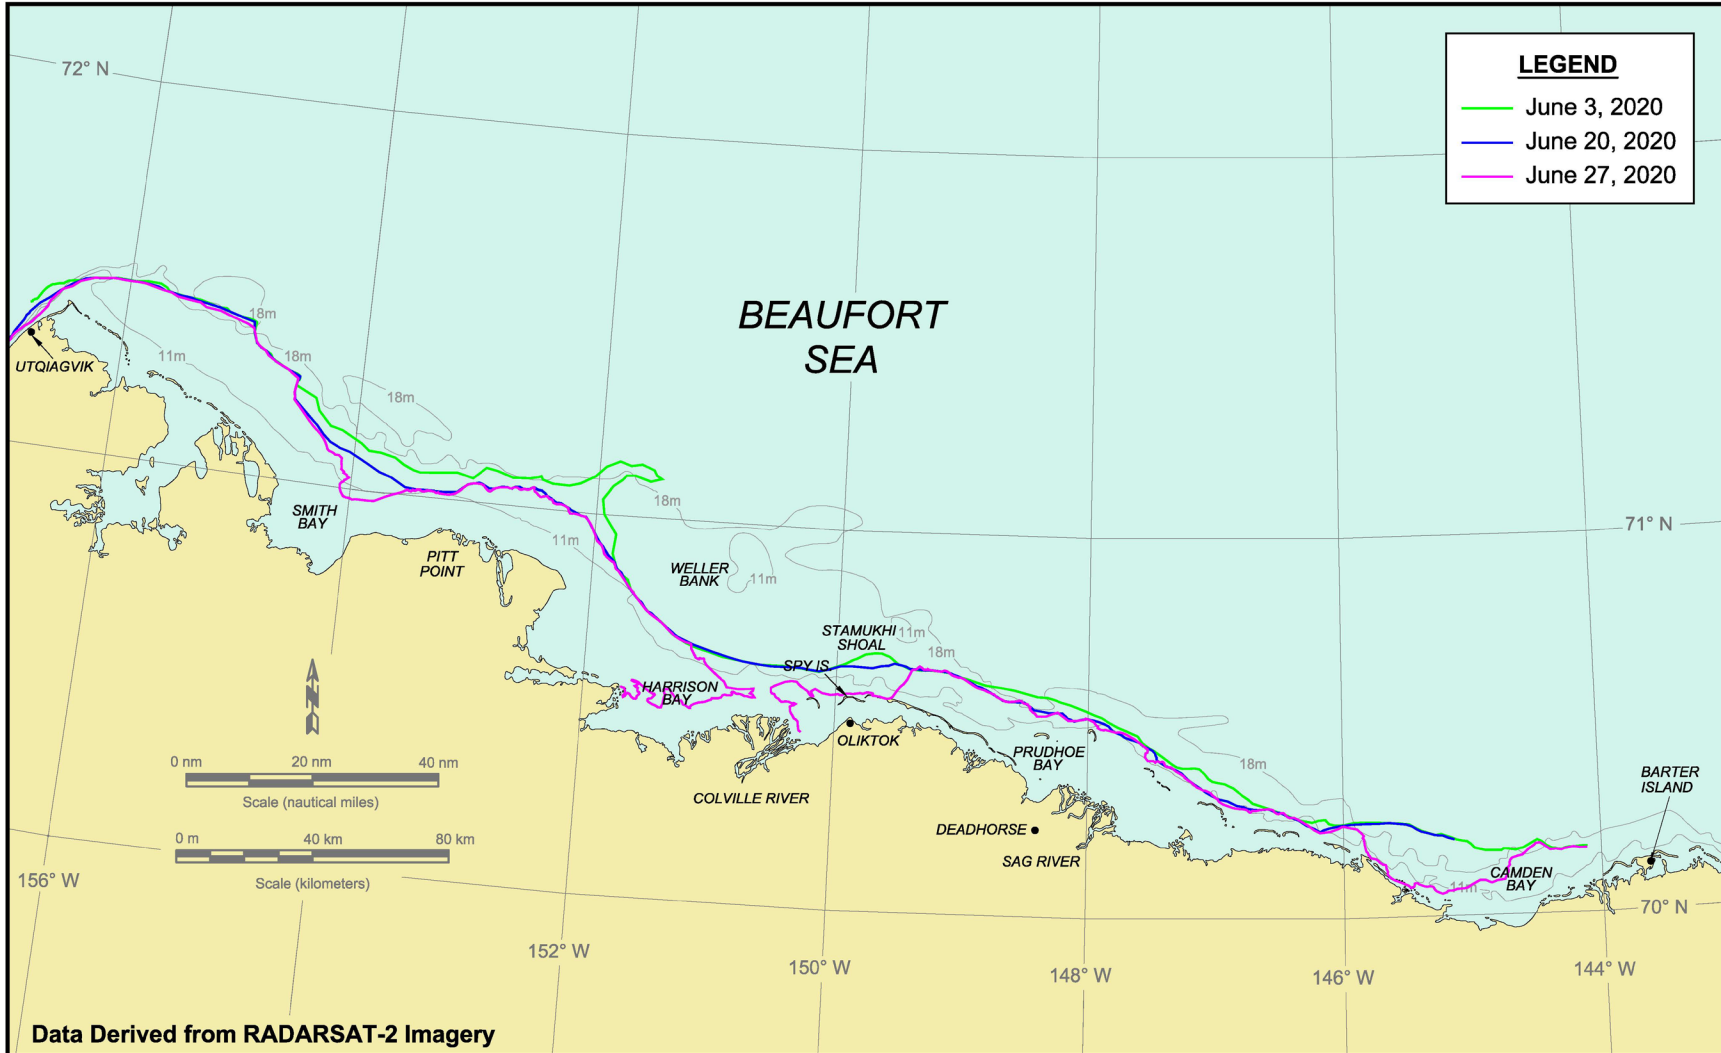 LEGEND
June 3, 2020
June 20, 2020
June 27, 2020
72° N
BEAUFORT
SEA
18m
11m
18m
18m
UTQIAGVIK
18m
71° N
SMITH
BAY
11m
PITT
POINT
WELLER
BANK
11m
STAMUKHI
SHOAL
11m
18m
SPY IS.
HARRISON
BAY
OLIKTOK
PRUDHOE
BAY
18m
BARTER
ISLAND
COLVILLE RIVER
DEADHORSE
SAG RIVER
CAMDEN
BAY
11m
N
0 nm
20 nm
40 nm
Scale (nautical miles)
0 m
40 km
80 km
Scale (kilometers)
156° W
70° N
152° W
150° W
148° W
146° W
144° W
Data Derived from RADARSAT-2 Imagery